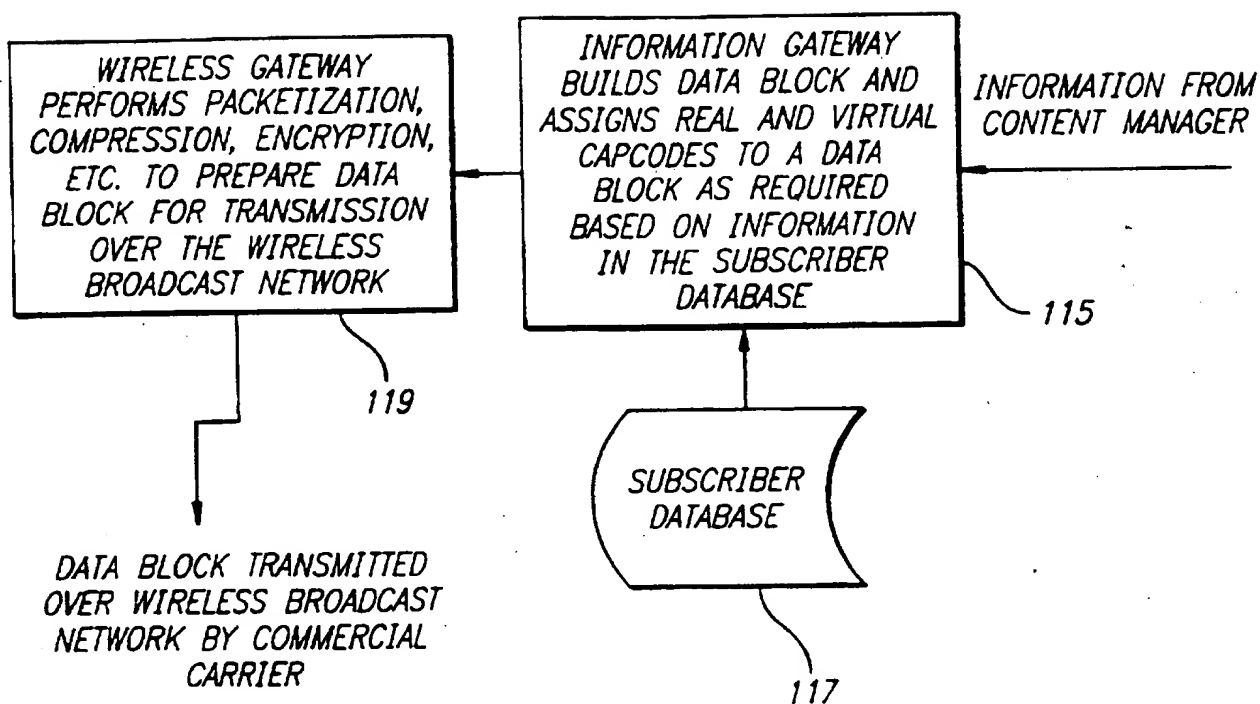 WIRELESS GATEWAY
PERFORMS PACKETIZATION,
COMPRESSION, ENCRYPTION,
ETC. TO PREPARE DATA
BLOCK FOR TRANSMISSION
OVER THE WIRELESS
BROADCAST NETWORK
119
INFORMATION GATEWAY
BUILDS DATA BLOCK AND
ASSIGNS REAL AND VIRTUAL
CAPCODES TO A DATA
BLOCK AS REQUIRED
BASED ON INFORMATION
IN THE SUBSCRIBER
DATABASE
115
INFORMATION FROM
CONTENT MANAGER
SUBSCRIBER
DATABASE
117
DATA BLOCK TRANSMITTED
OVER WIRELESS BROADCAST
NETWORK BY COMMERCIAL
CARRIER